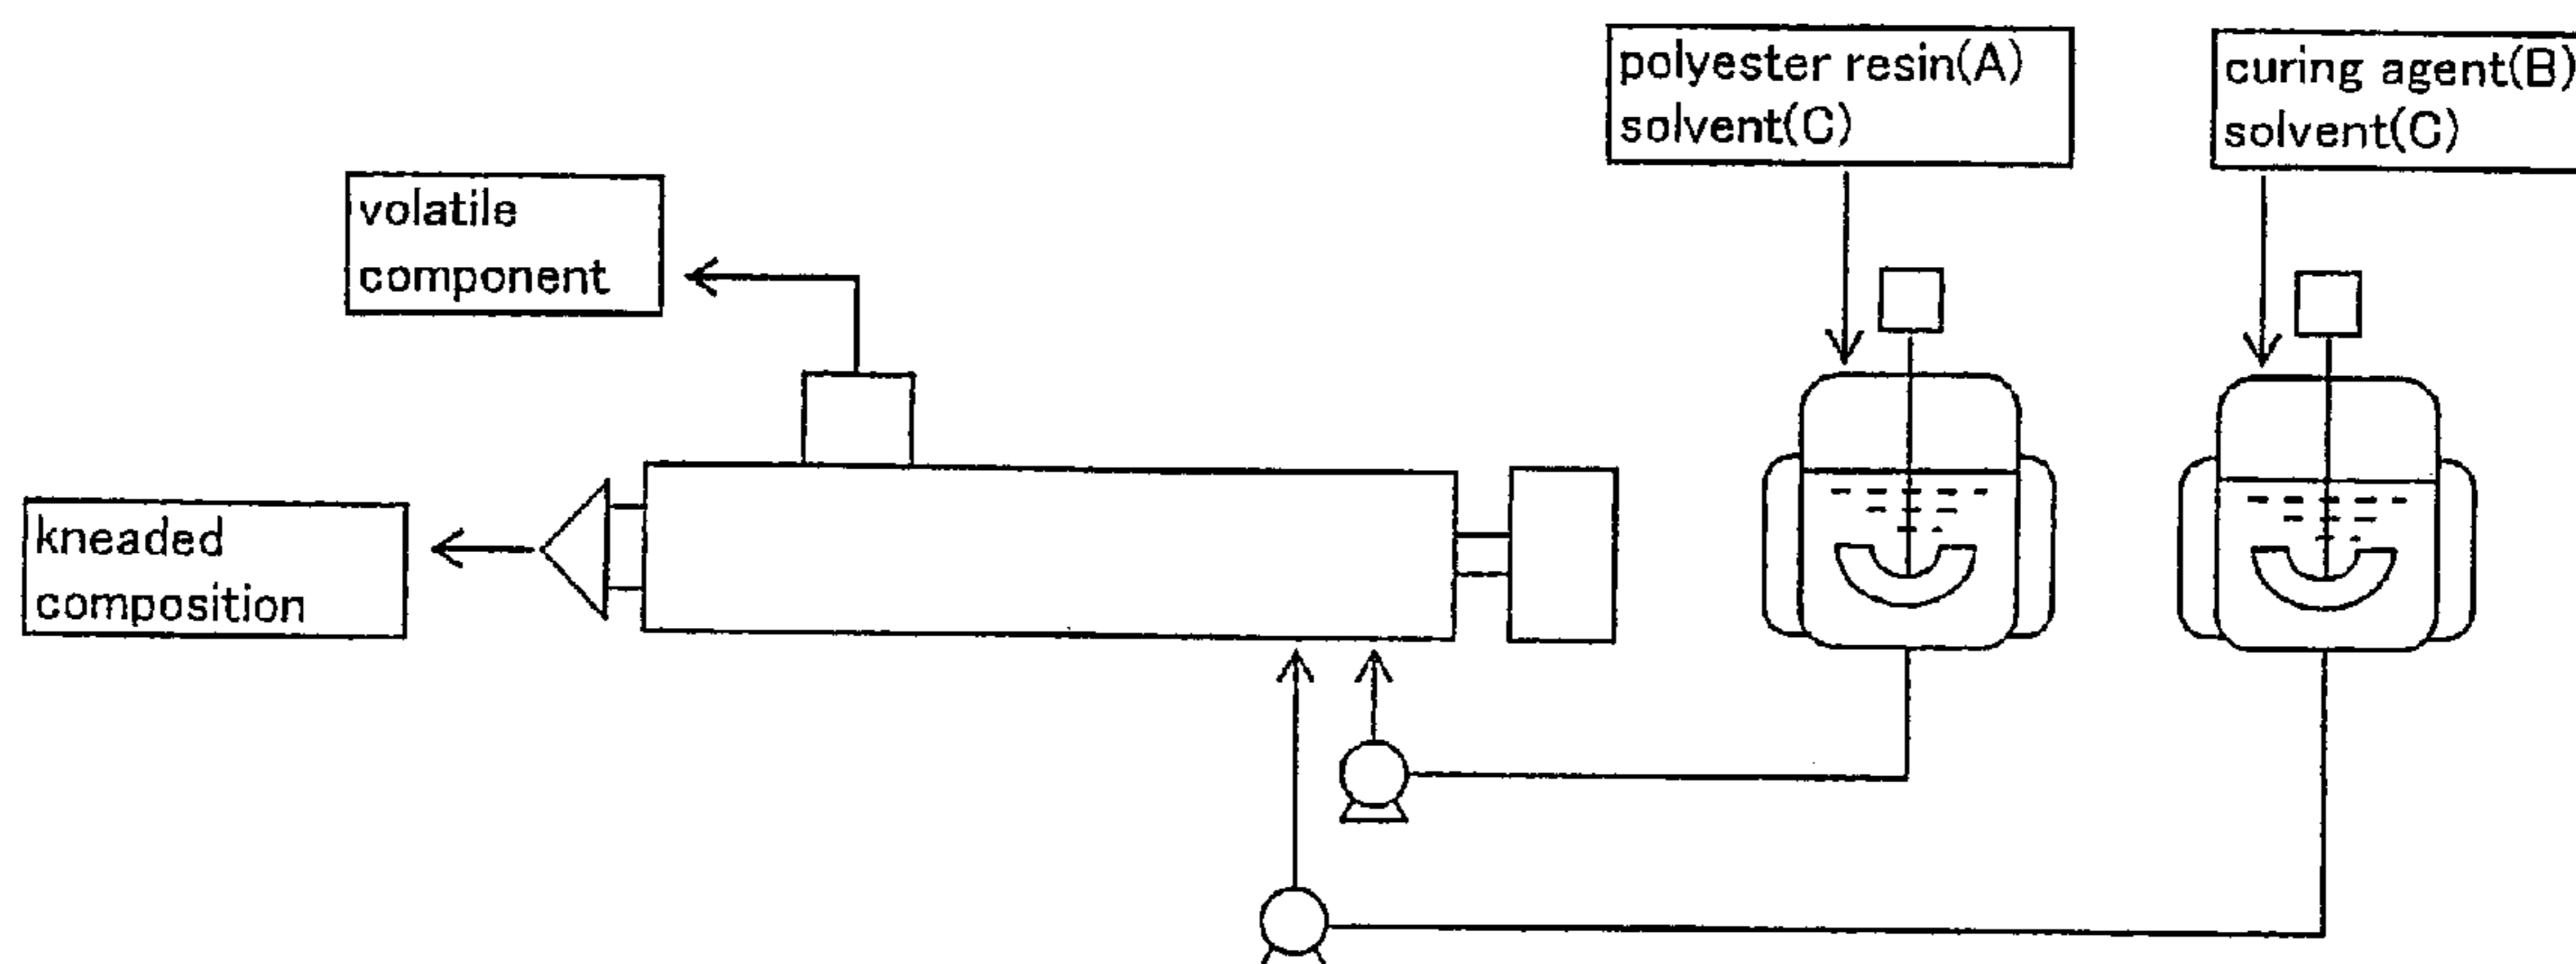 polyester resin(A)
solvent(C)
curing agent(B)
solvent(C)
volatile
component
kneaded
composition